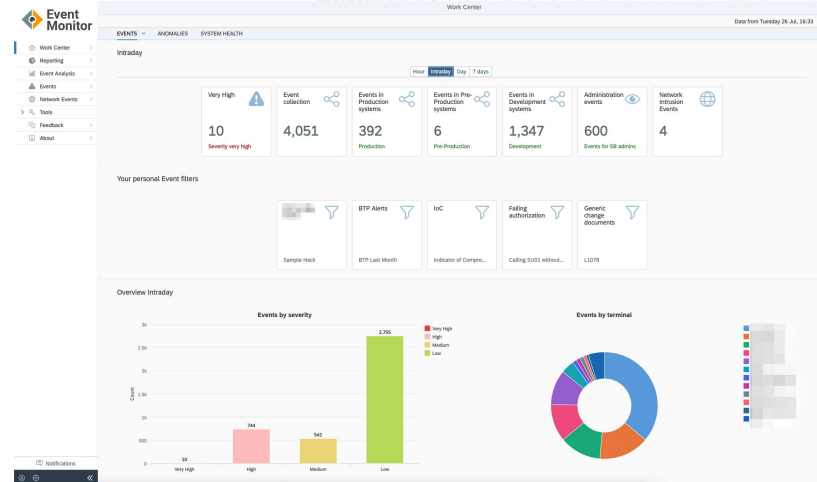 Work Center
Event
Monitor
Data from Tuesday 25 Jul, 16:33
EVENTS
ANOMALIES
SYSTEM HEALTH
Work Center
Reporting
Event Analysis
Events
Network Events
Tools
Feedback
About
Intraday
Hour
Intraday
Day
7 days
Very High
10
Severity very high
Event
collection
4,051
Events in
Production
systems
392
Production
Events in Pre-
Production
systems
6
Pre-Production
Events in
Development
systems
1,347
Development
Administration
events
600
Events for SB admins
Network
Intrusion
Events
4
Your personal Event filters
Sample Hack
BTP Alerts
BTP Last Month
IoC
Indicator of Compro...
Failing
authorization
Calling SU01 without...
Generic
change
documents
L1078
Overview Intraday
Events by severity
3k
2.5k
2k
1.5k
1k
500
0
Count
10
744
542
2,755
Very High
High
Medium
Low
Very High
High
Medium
Low
Events by terminal
Notifications